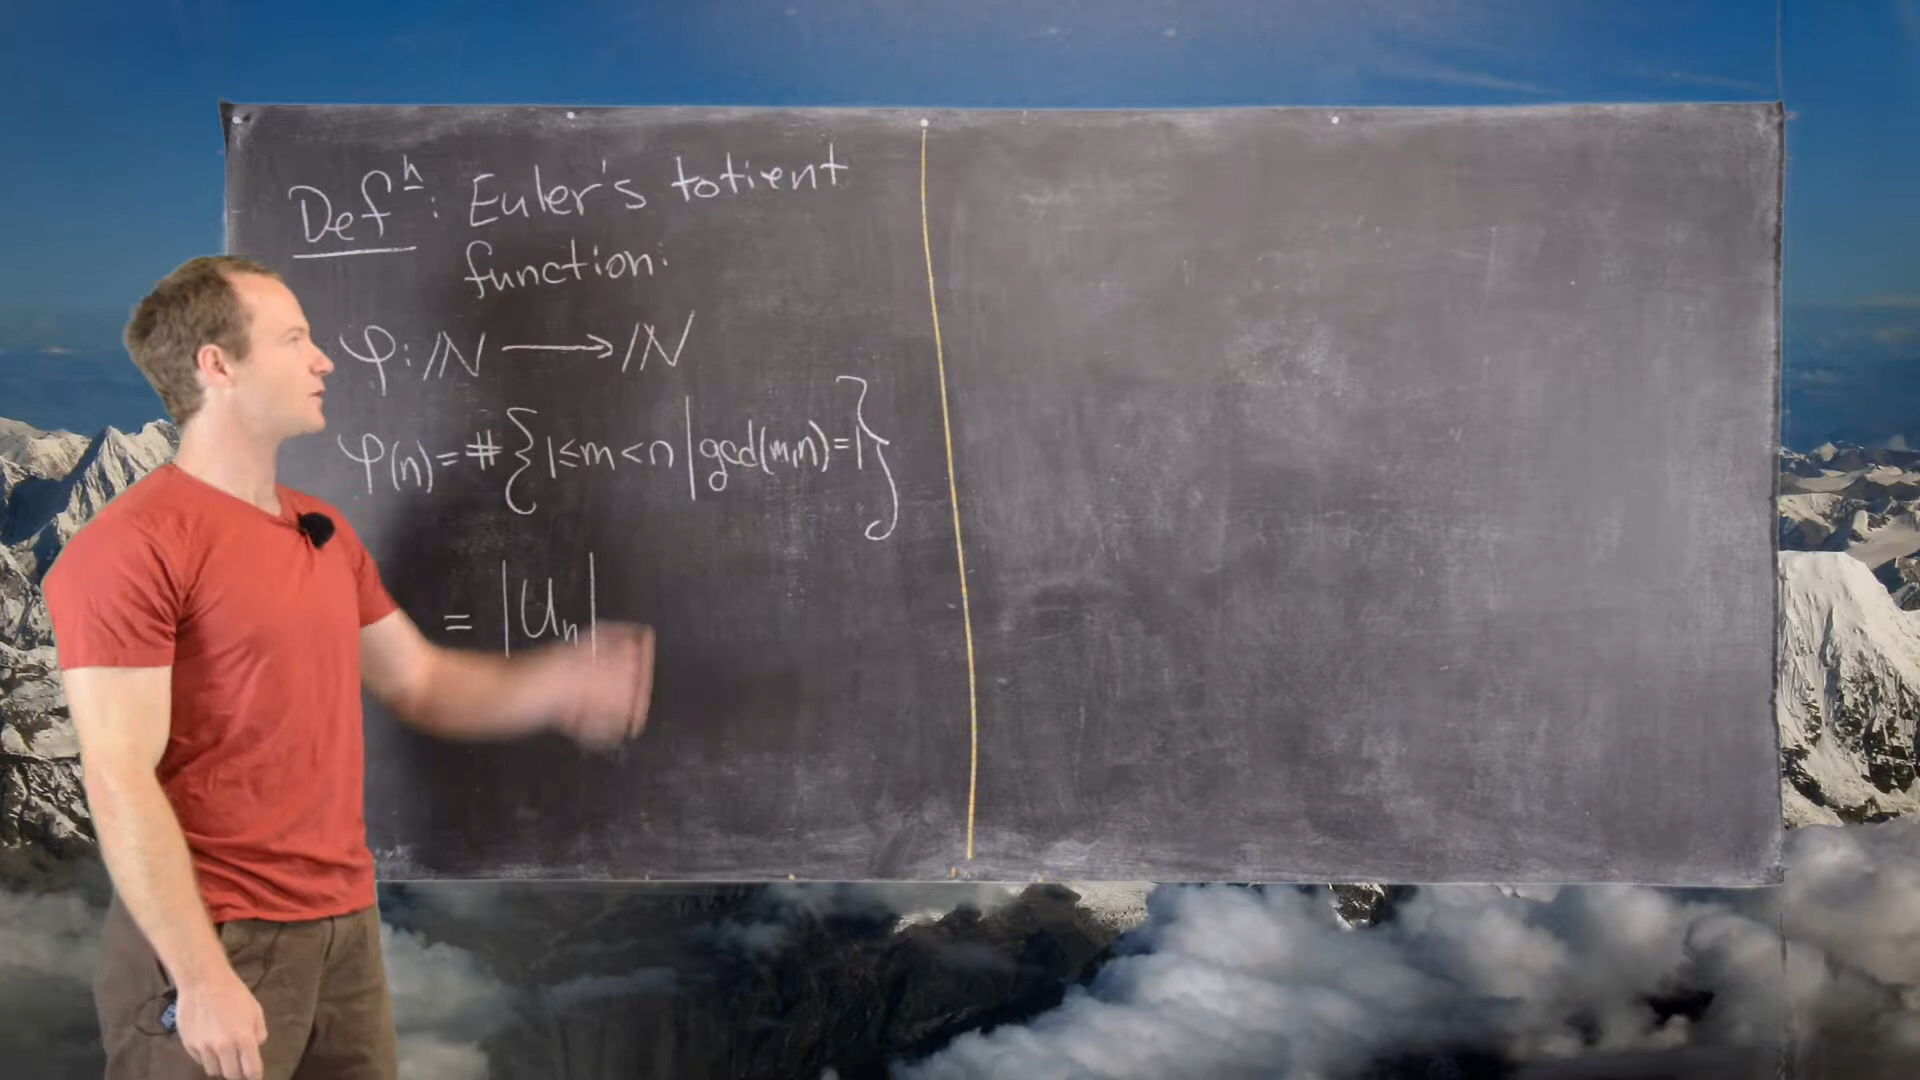 Defⁿ: Euler's totient
function:
φ: ℕ ⟶ ℕ
φ(n) = # { 1 ≤ m < n | gcd(m,n) = 1 }
= |Uₙ|